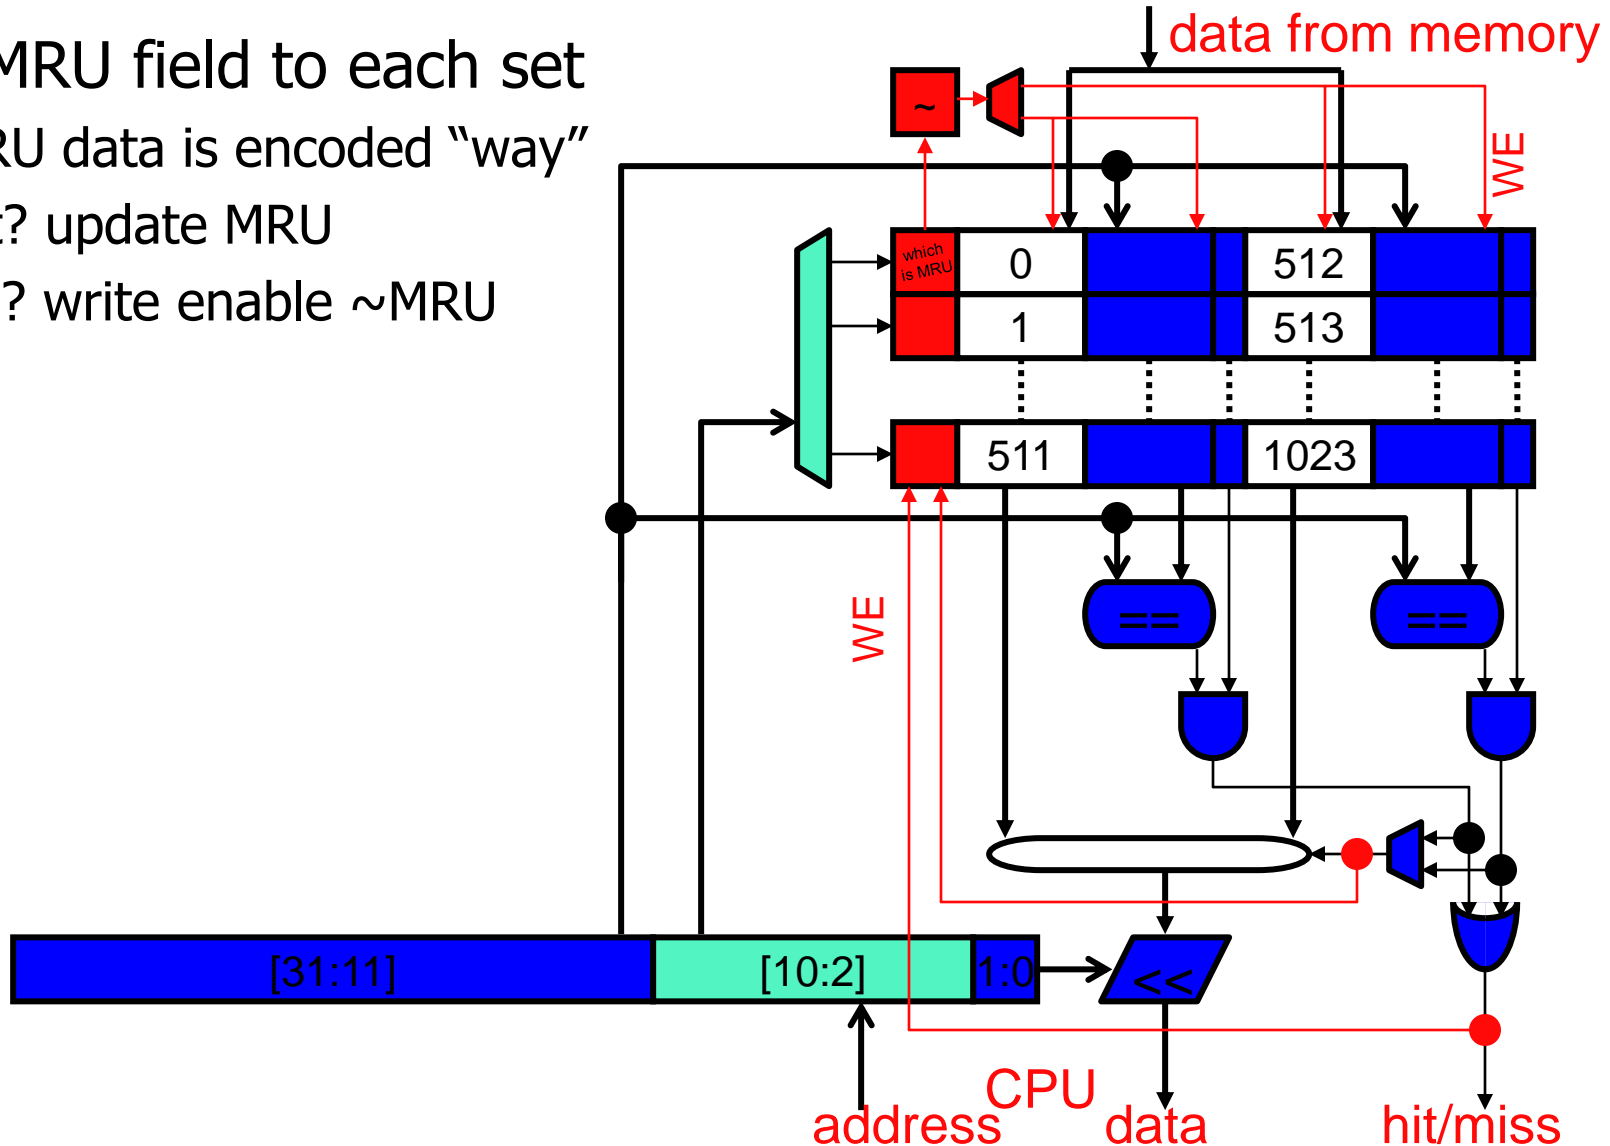 MRU field to each set
RU data is encoded “way”
t? update MRU
? write enable ~MRU
data from memory
~
WE
which
is MRU
0
512
1
513
511
1023
WE
==
==
[31:11]
[10:2]
1:0
<<
CPU
address
data
hit/miss